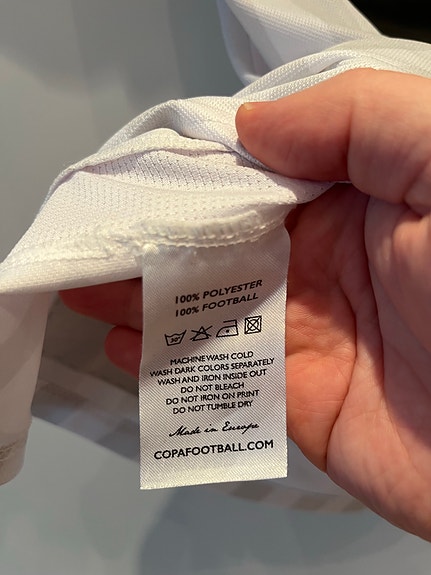 100% POLYESTER
100% FOOTBALL
30°
MACHINE WASH COLD
WASH DARK COLORS SEPARATELY
WASH AND IRON INSIDE OUT
DO NOT BLEACH
DO NOT IRON ON PRINT
DO NOT TUMBLE DRY
Made in Europe
COPAFOOTBALL.COM